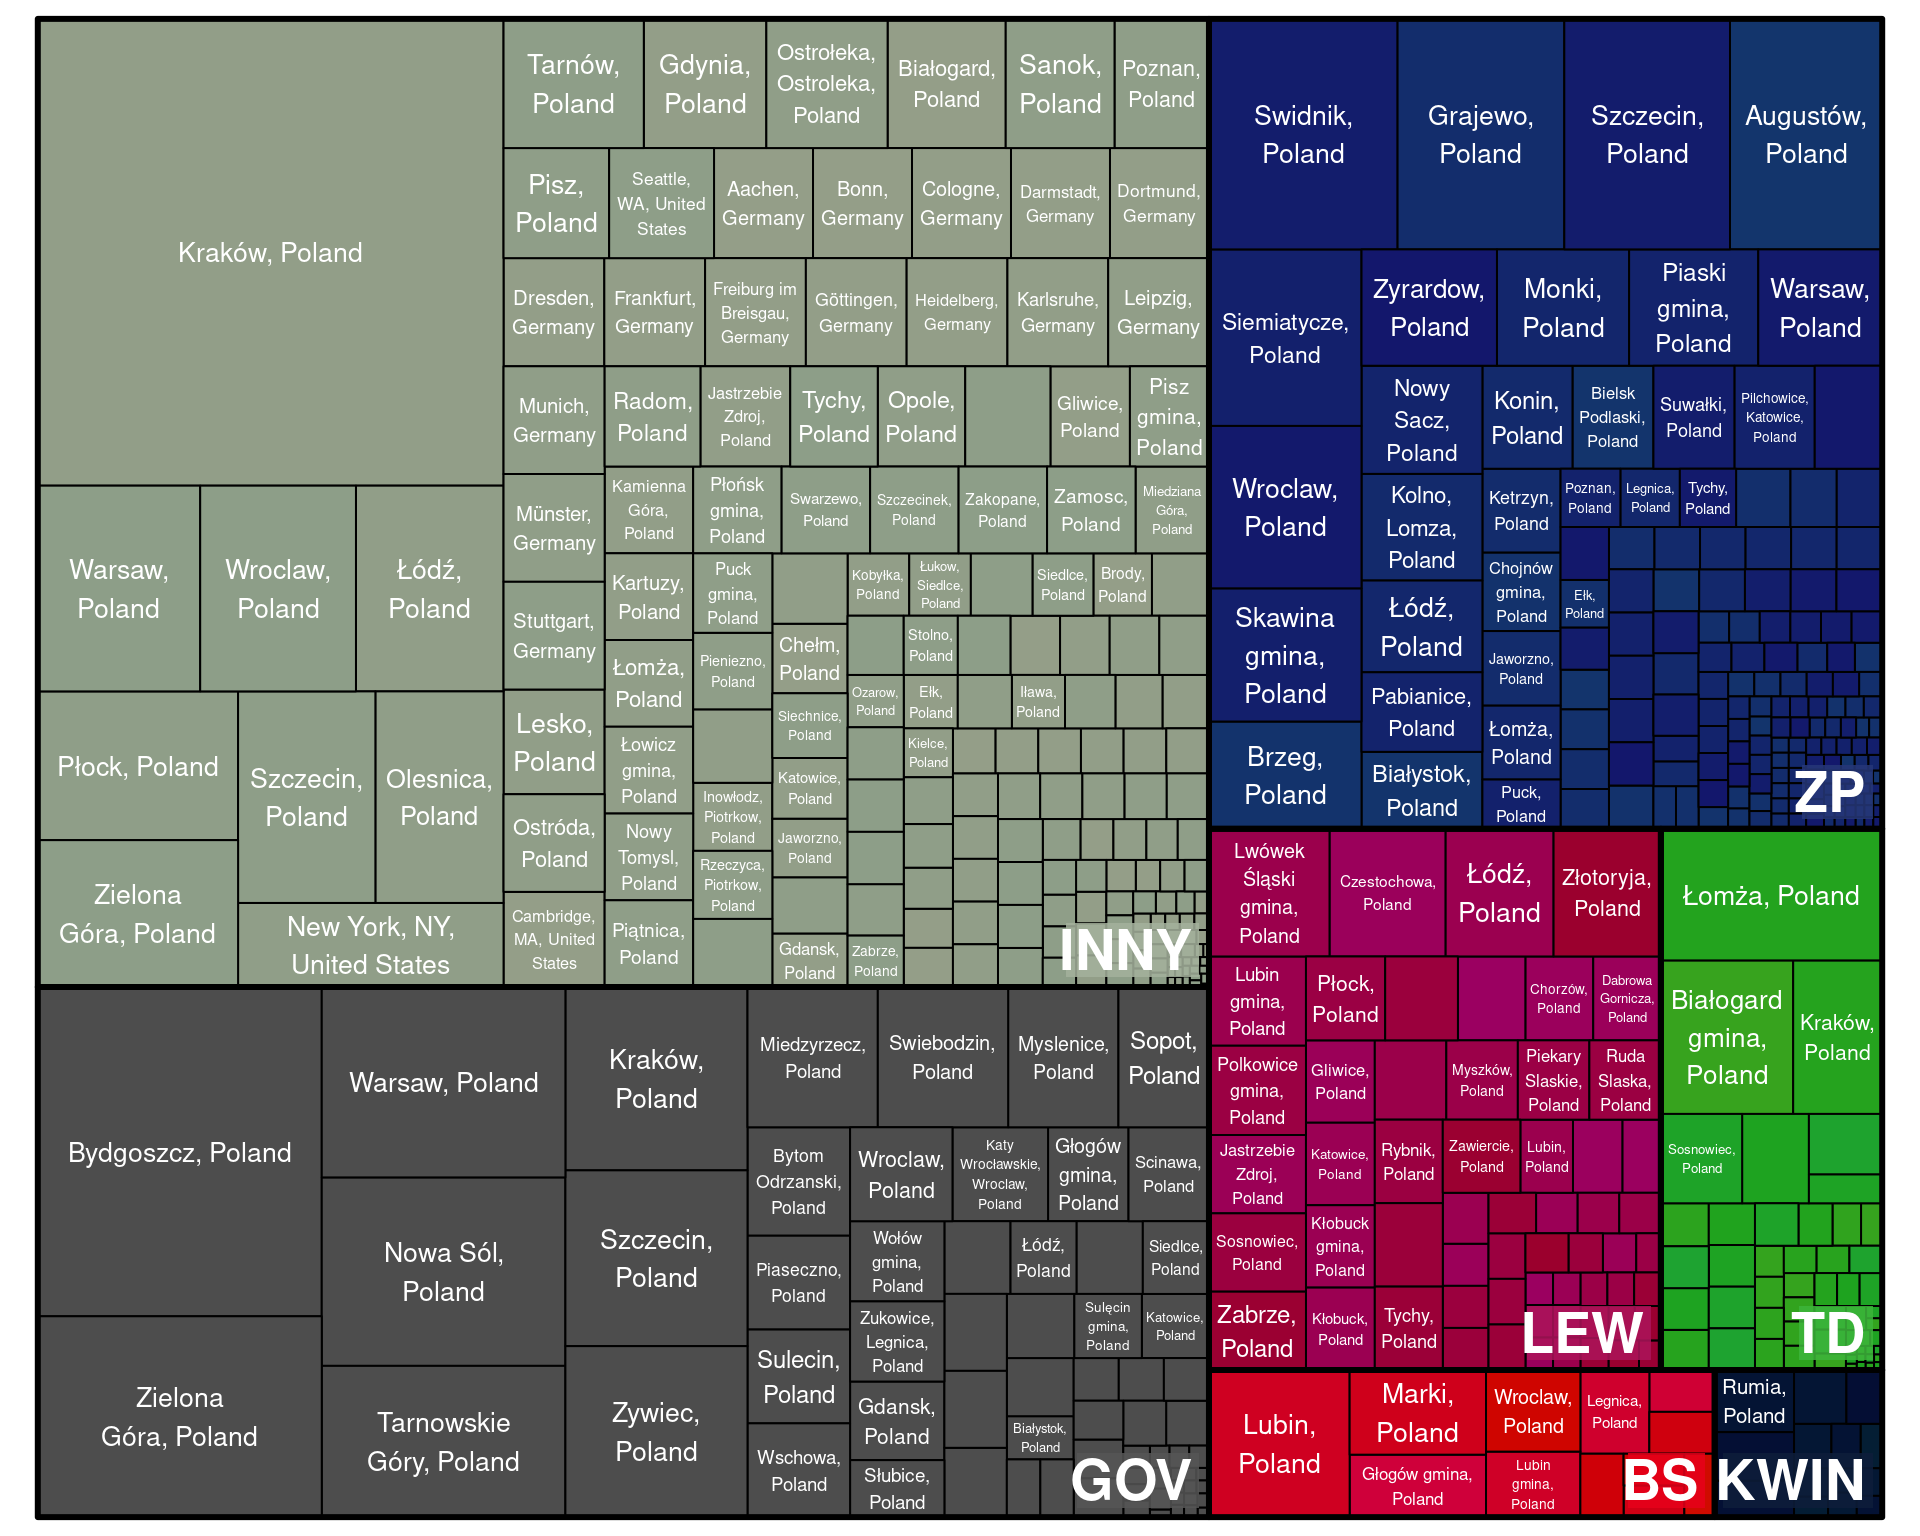 Kraków, Poland
Warsaw,
Poland
Wroclaw,
Poland
Łódź,
Poland
Płock, Poland
Zielona
Góra, Poland
Szczecin,
Poland
Olesnica,
Poland
New York, NY,
United States
Tarnów,
Poland
Gdynia,
Poland
Ostrołeka,
Ostroleka,
Poland
Białogard,
Poland
Sanok,
Poland
Poznan,
Poland
Pisz,
Poland
Seattle,
WA, United
States
Aachen,
Germany
Bonn,
Germany
Cologne,
Germany
Darmstadt,
Germany
Dortmund,
Germany
Dresden,
Germany
Frankfurt,
Germany
Freiburg im
Breisgau,
Germany
Göttingen,
Germany
Heidelberg,
Germany
Karlsruhe,
Germany
Leipzig,
Germany
Munich,
Germany
Münster,
Germany
Stuttgart,
Germany
Lesko,
Poland
Ostróda,
Poland
Cambridge,
MA, United
States
Radom,
Poland
Jastrzebie
Zdroj,
Poland
Tychy,
Poland
Opole,
Poland
Gliwice,
Poland
Pisz
gmina,
Poland
Kamienna
Góra,
Poland
Płońsk
gmina,
Poland
Swarzewo,
Poland
Szczecinek,
Poland
Zakopane,
Poland
Zamosc,
Poland
Miedziana
Góra,
Poland
Kartuzy,
Poland
Łomża,
Poland
Łowicz
gmina,
Poland
Nowy
Tomysl,
Poland
Piątnica,
Poland
Puck
gmina,
Poland
Pieniezno,
Poland
Inowłodz,
Piotrkow,
Poland
Rzeczyca,
Piotrkow,
Poland
Chełm,
Poland
Siechnice,
Poland
Katowice,
Poland
Jaworzno,
Poland
Gdansk,
Poland
Kobyłka,
Poland
Łukow,
Siedlce,
Poland
Siedlce,
Poland
Brody,
Poland
Stolno,
Poland
Ozarow,
Poland
Ełk,
Poland
Iława,
Poland
Kielce,
Poland
Zabrze,
Poland
INNY
Swidnik,
Poland
Grajewo,
Poland
Szczecin,
Poland
Augustów,
Poland
Siemiatycze,
Poland
Wroclaw,
Poland
Skawina
gmina,
Poland
Brzeg,
Poland
Zyrardow,
Poland
Monki,
Poland
Piaski
gmina,
Poland
Warsaw,
Poland
Nowy
Sacz,
Poland
Kolno,
Lomza,
Poland
Łódź,
Poland
Pabianice,
Poland
Białystok,
Poland
Konin,
Poland
Bielsk
Podlaski,
Poland
Suwałki,
Poland
Pilchowice,
Katowice,
Poland
Ketrzyn,
Poland
Chojnów
gmina,
Poland
Jaworzno,
Poland
Łomża,
Poland
Puck,
Poland
Poznan,
Poland
Legnica,
Poland
Tychy,
Poland
Ełk,
Poland
ZP
Bydgoszcz, Poland
Zielona
Góra, Poland
Warsaw, Poland
Nowa Sól,
Poland
Tarnowskie
Góry, Poland
Kraków,
Poland
Szczecin,
Poland
Zywiec,
Poland
Miedzyrzecz,
Poland
Swiebodzin,
Poland
Myslenice,
Poland
Sopot,
Poland
Bytom
Odrzanski,
Poland
Piaseczno,
Poland
Sulecin,
Poland
Wschowa,
Poland
Wroclaw,
Poland
Katy
Wrocławskie,
Wroclaw,
Poland
Głogów
gmina,
Poland
Scinawa,
Poland
Wołów
gmina,
Poland
Zukowice,
Legnica,
Poland
Gdansk,
Poland
Słubice,
Poland
Łódź,
Poland
Siedlce,
Poland
Sulęcin
gmina,
Poland
Katowice,
Poland
Białystok,
Poland
GOV
Lwówek
Śląski
gmina,
Poland
Czestochowa,
Poland
Łódź,
Poland
Złotoryja,
Poland
Lubin
gmina,
Poland
Polkowice
gmina,
Poland
Jastrzebie
Zdroj,
Poland
Sosnowiec,
Poland
Zabrze,
Poland
Płock,
Poland
Chorzów,
Poland
Dabrowa
Gornicza,
Poland
Gliwice,
Poland
Katowice,
Poland
Kłobuck
gmina,
Poland
Kłobuck,
Poland
Myszków,
Poland
Piekary
Slaskie,
Poland
Ruda
Slaska,
Poland
Rybnik,
Poland
Zawiercie,
Poland
Lubin,
Poland
Tychy,
Poland
LEW
Łomża, Poland
Białogard
gmina,
Poland
Kraków,
Poland
Sosnowiec,
Poland
TD
Lubin,
Poland
Marki,
Poland
Głogów gmina,
Poland
Wroclaw,
Poland
Lubin
gmina,
Poland
Legnica,
Poland
BS
Rumia,
Poland
KWIN